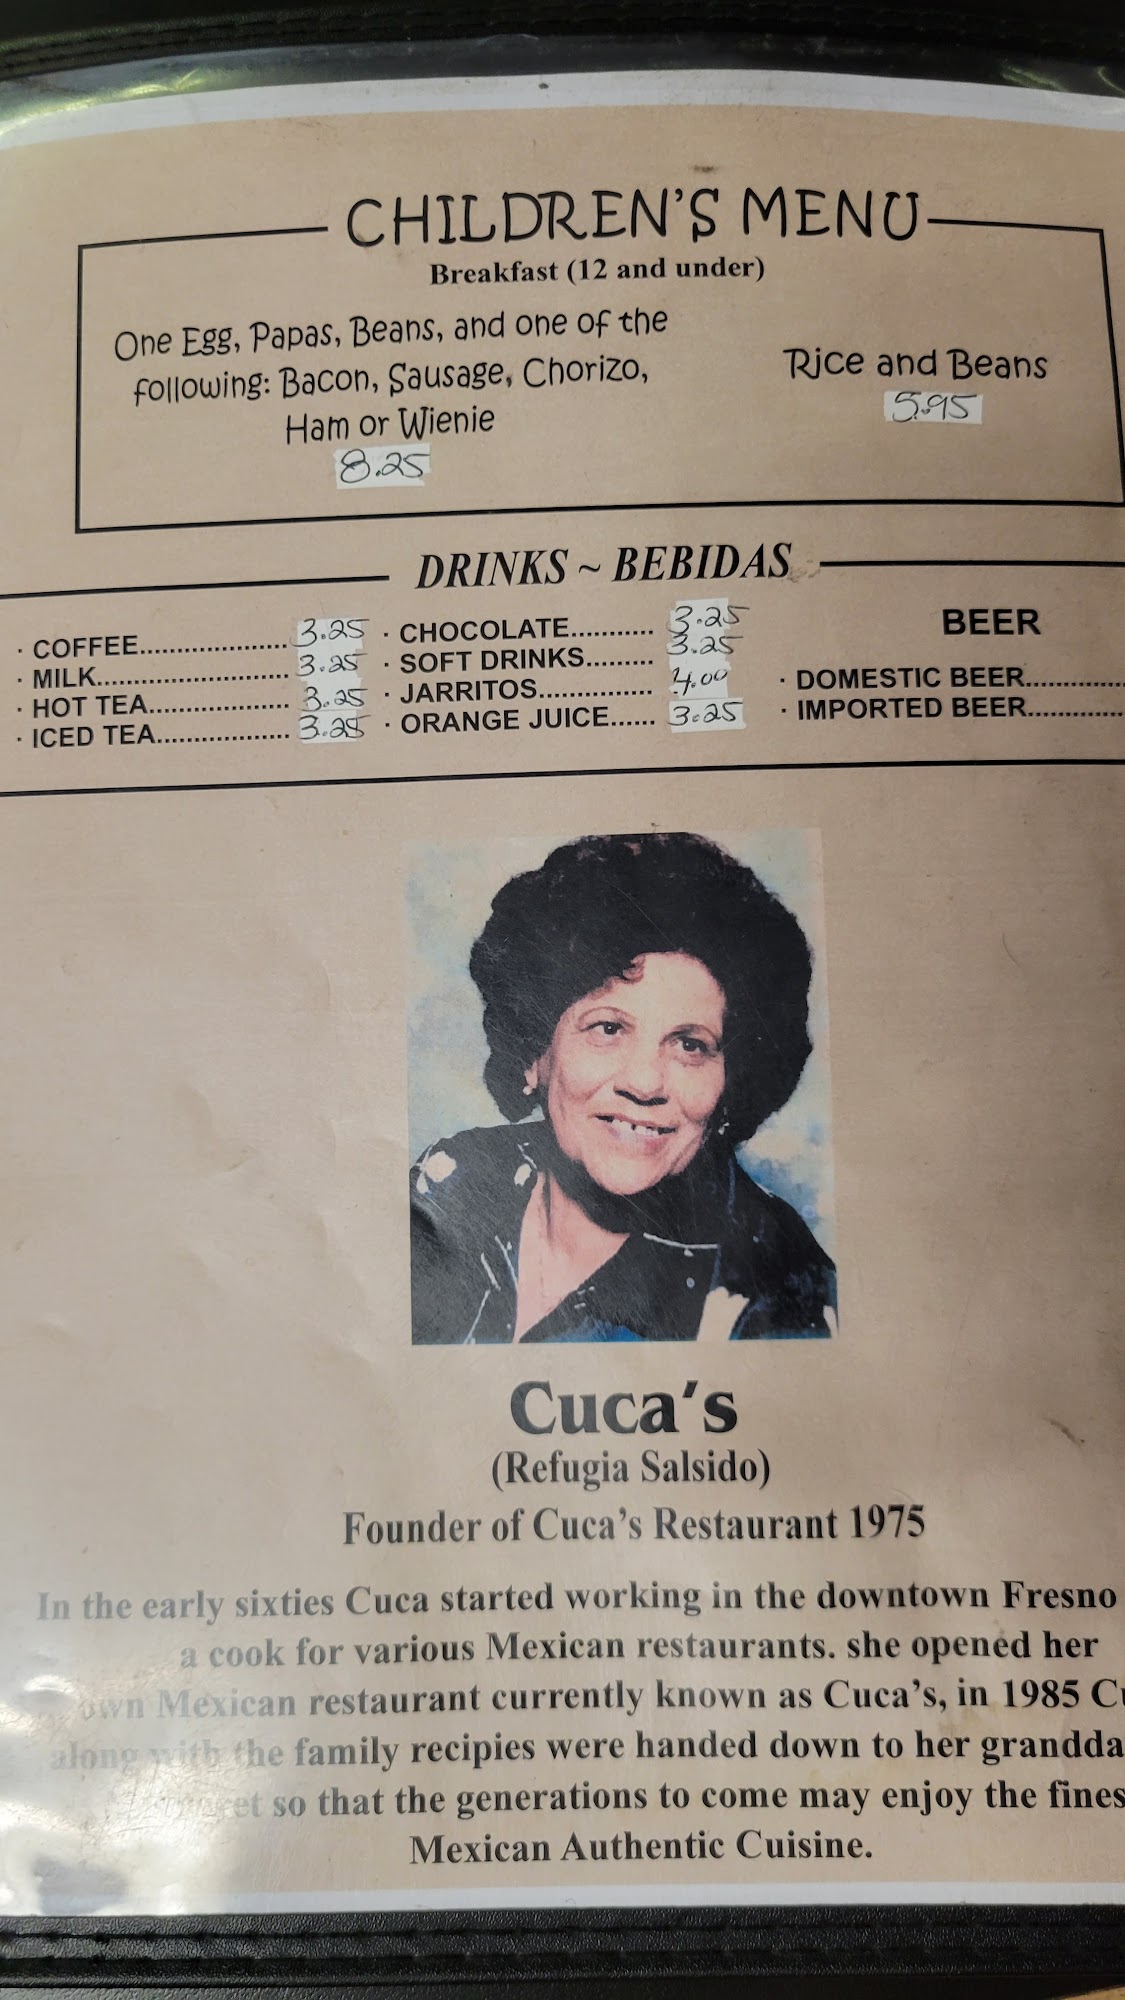 CHILDREN'S MENU
Breakfast (12 and under)
One Egg, Papas, Beans, and one of the
following: Bacon, Sausage, Chorizo,
Ham or Wienie
8.25
Rice and Beans
5.95
DRINKS ~ BEBIDAS
· COFFEE.................... 3.25
· MILK.......................... 3.25
· HOT TEA................... 3.25
· ICED TEA.................. 3.25
· CHOCOLATE........... 3.25
· SOFT DRINKS......... 3.25
· JARRITOS............... 4.00
· ORANGE JUICE...... 3.25
BEER
· DOMESTIC BEER.............
· IMPORTED BEER.............
Cuca's
(Refugia Salsido)
Founder of Cuca's Restaurant 1975
In the early sixties Cuca started working in the downtown Fresno
a cook for various Mexican restaurants. she opened her
own Mexican restaurant currently known as Cuca's, in 1985
along with the family recipies were handed down to her
so that the generations to come may enjoy the
Mexican Authentic Cuisine.